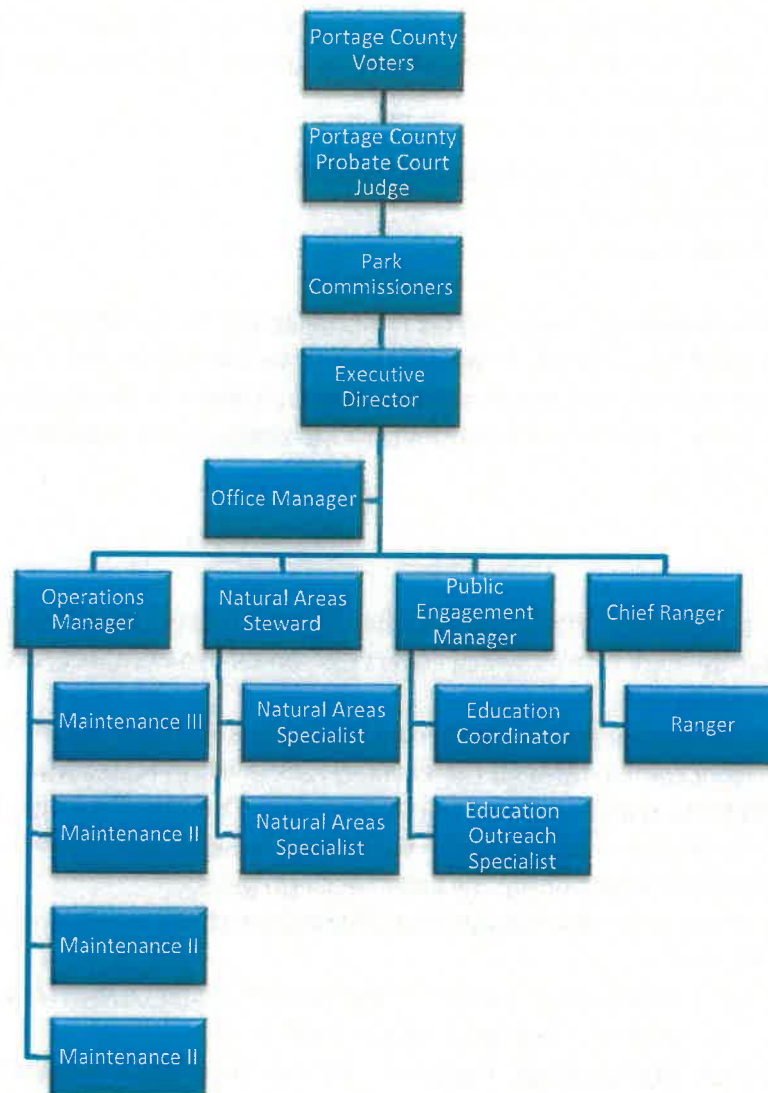 Portage County
Voters
Portage County
Probate Court
Judge
Park
Commissioners
Executive
Director
Office Manager
Operations
Manager
Natural Areas
Steward
Public
Engagement
Manager
Chief Ranger
Maintenance III
Natural Areas
Specialist
Education
Coordinator
Ranger
Maintenance II
Natural Areas
Specialist
Education
Outreach
Specialist
Maintenance II
Maintenance II